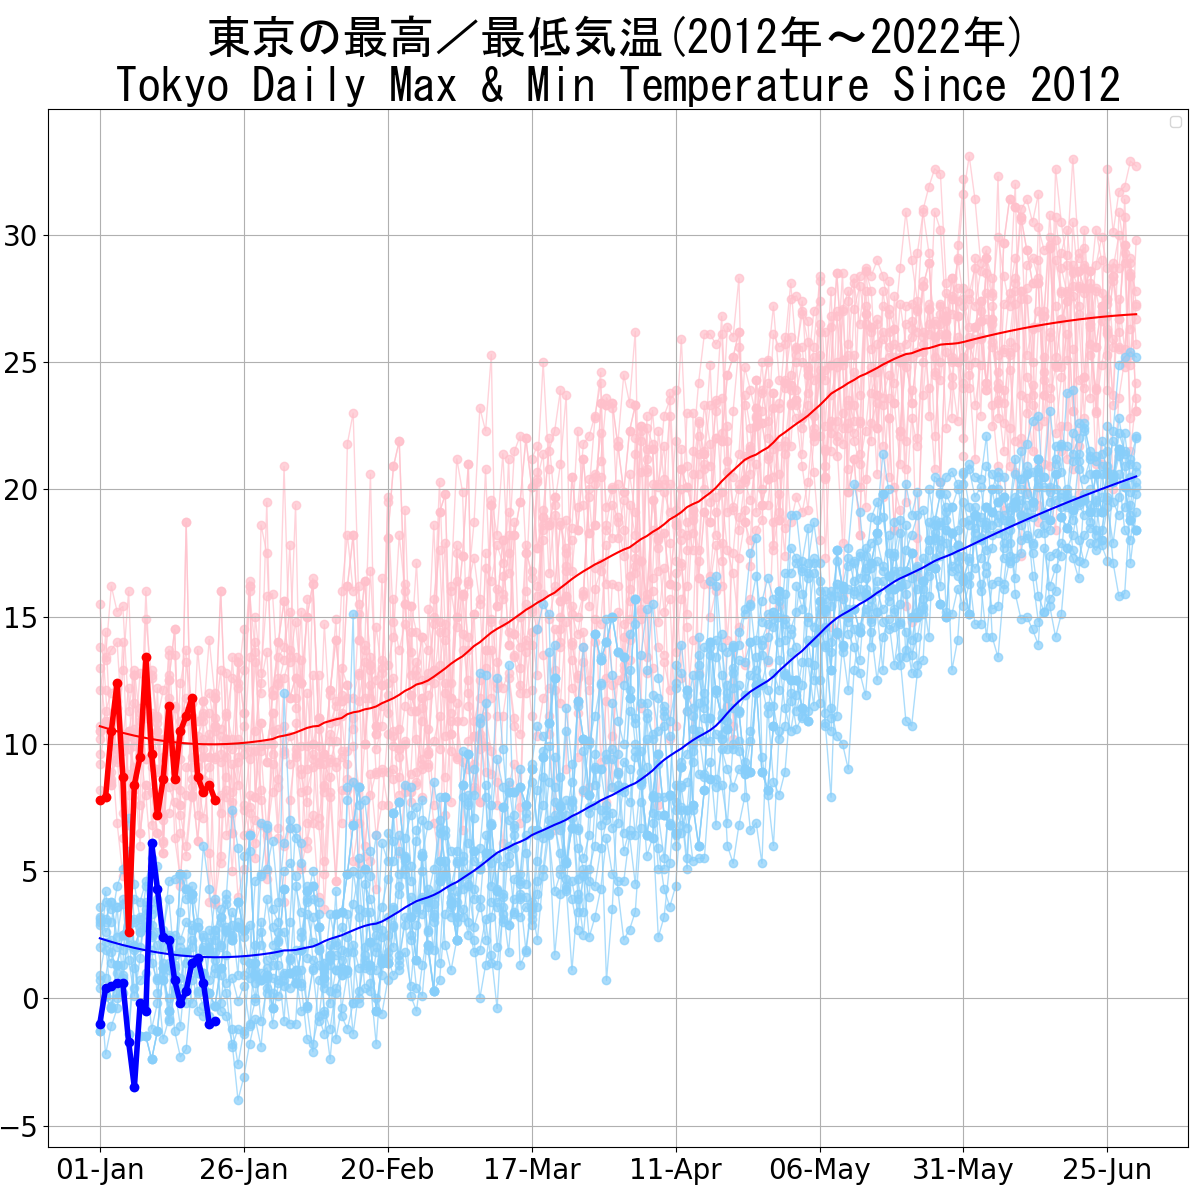 東京の最高／最低気温(2012年～2022年)
Tokyo Daily Max & Min Temperature Since 2012
30
25
20
15
10
5
0
−5
01-Jan 26-Jan 20-Feb 17-Mar 11-Apr 06-May 31-May 25-Jun